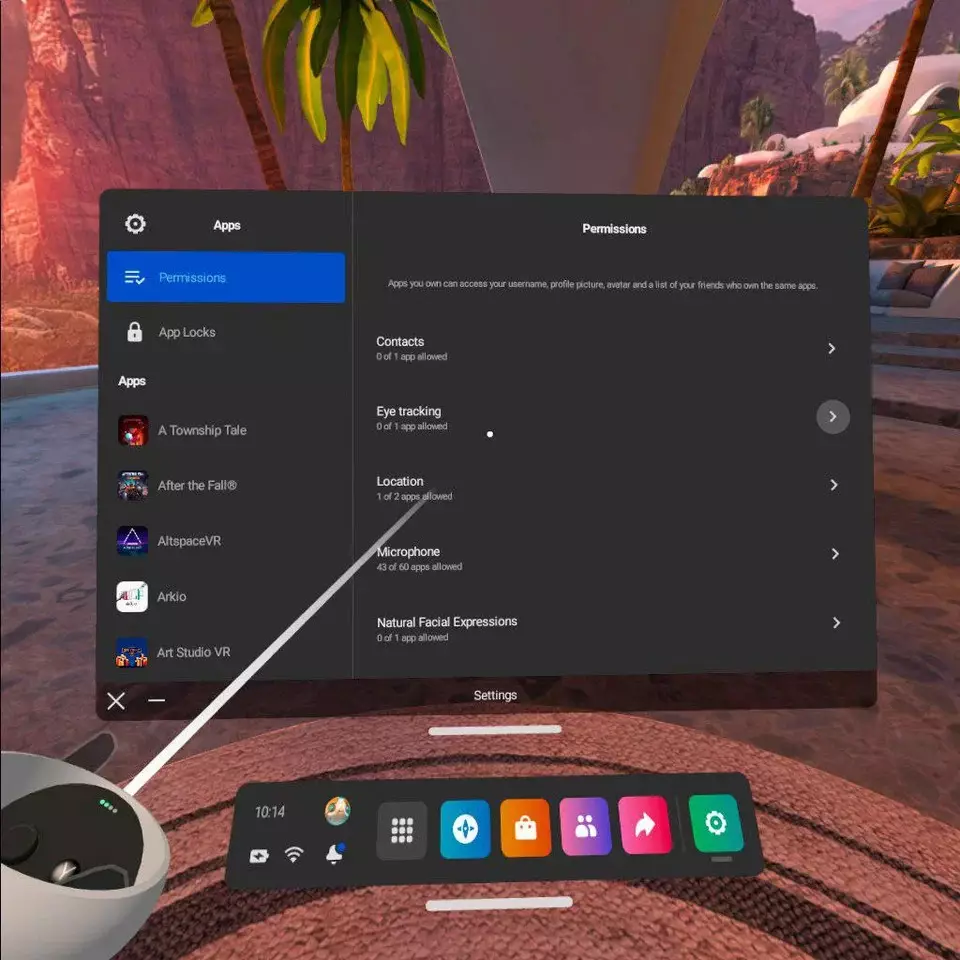 Apps
Permissions
App Locks
Apps
A Township Tale
After the Fall®
AltspaceVR
Arkio
Art Studio VR
Permissions
Apps you own can access your username, profile picture, avatar and a list of your friends who own the same apps.
Contacts
0 of 1 app allowed
Eye tracking
0 of 1 app allowed
Location
1 of 2 apps allowed
Microphone
43 of 60 apps allowed
Natural Facial Expressions
0 of 1 app allowed
Settings
10:14